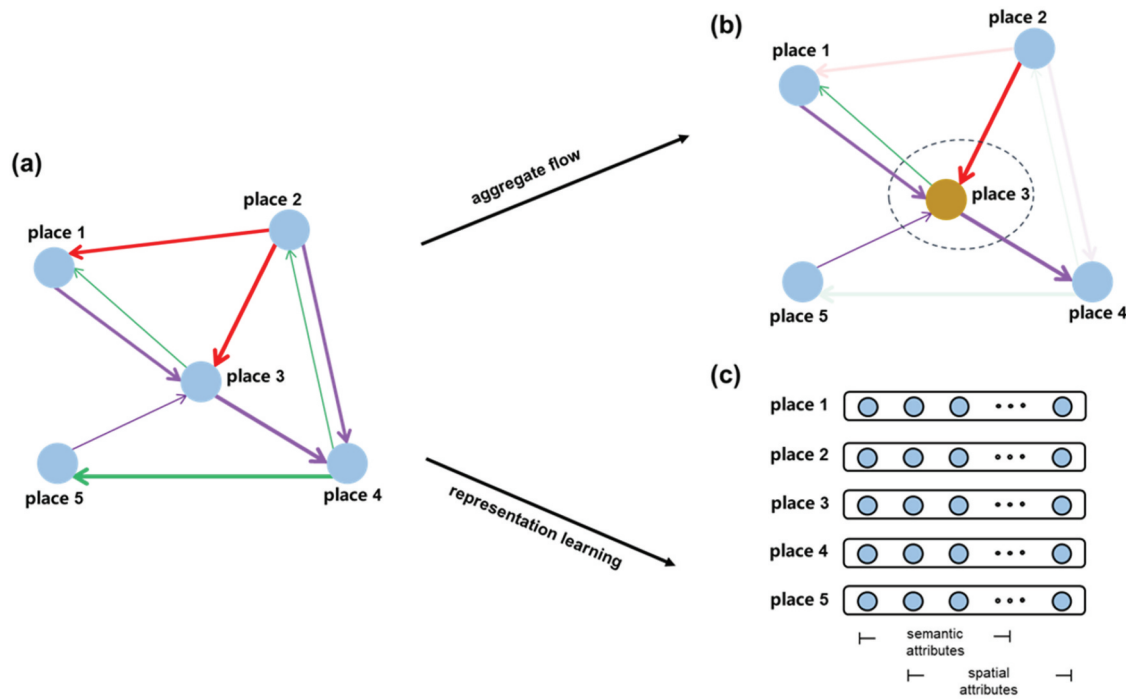 (a)
place 1
place 2
place 3
place 4
place 5
aggregate flow
representation learning
(b)
place 1
place 2
place 3
place 4
place 5
(c)
place 1
place 2
place 3
place 4
place 5
semantic
attributes
spatial
attributes